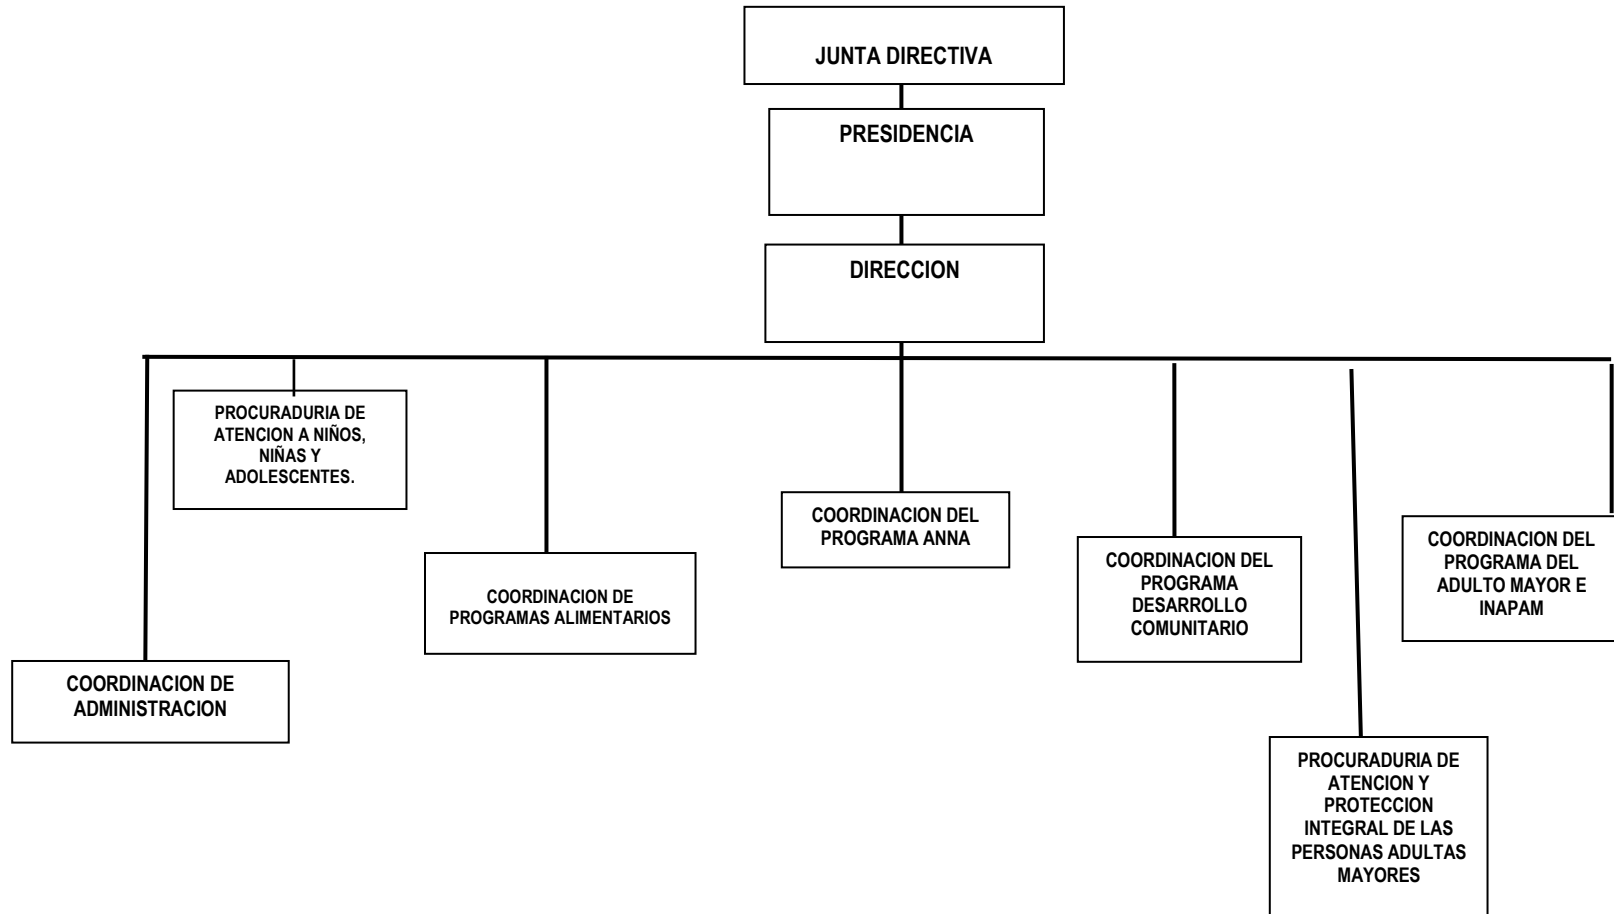 JUNTA DIRECTIVA
PRESIDENCIA
DIRECCION
PROCURADURIA DE
ATENCION A NIÑOS,
NIÑAS Y
ADOLESCENTES.
COORDINACION DEL
PROGRAMA ANNA
COORDINACION DEL
PROGRAMA DEL
ADULTO MAYOR E
INAPAM
COORDINACION DEL
PROGRAMA
DESARROLLO
COMUNITARIO
COORDINACION DE
PROGRAMAS ALIMENTARIOS
COORDINACION DE
ADMINISTRACION
PROCURADURIA DE
ATENCION Y
PROTECCION
INTEGRAL DE LAS
PERSONAS ADULTAS
MAYORES